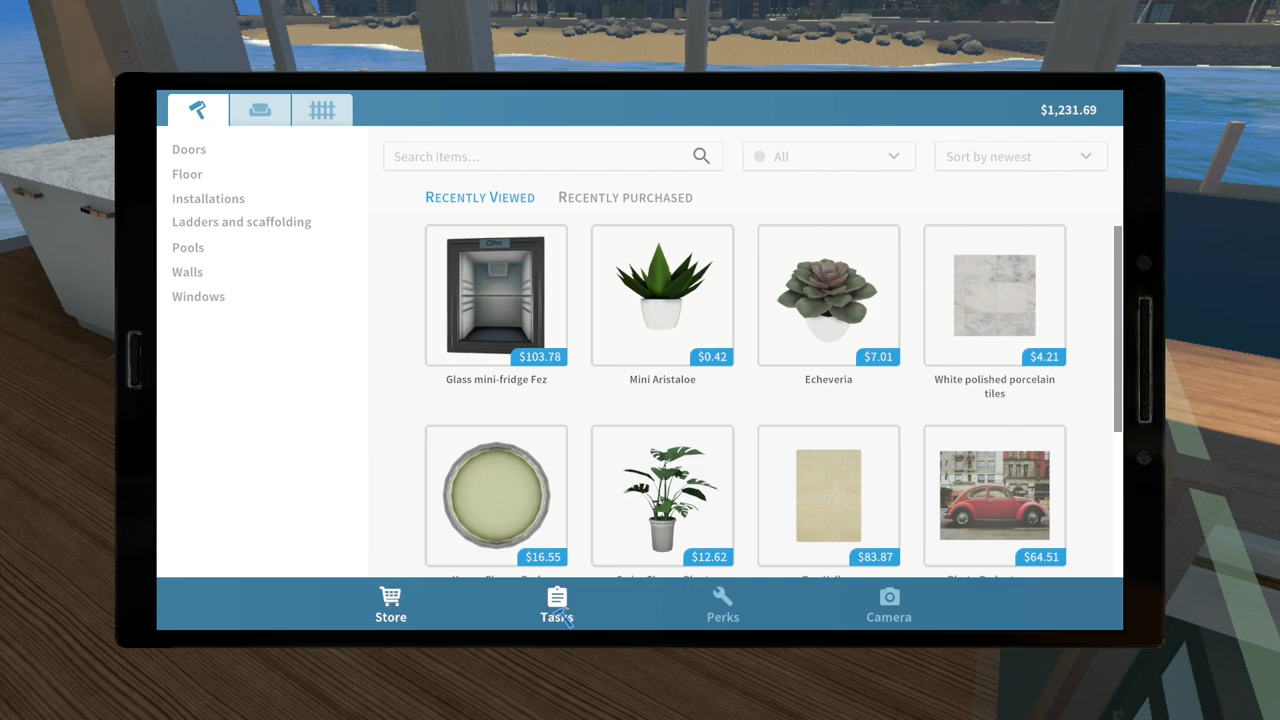 $1,231.69
Doors
Floor
Installations
Ladders and scaffolding
Pools
Walls
Windows
Search items...
All
Sort by newest
RECENTLY VIEWED
RECENTLY PURCHASED
$103.78
$0.42
$7.01
$4.21
Glass mini-fridge Fez
Mini Aristaloe
Echeveria
White polished porcelain
tiles
$16.55
$12.62
$83.87
$64.51
Store
Tasks
Perks
Camera